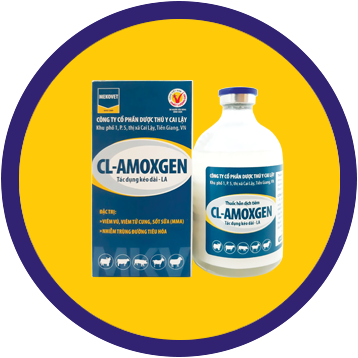 MEKOVET
CÔNG TY CỔ PHẦN DƯỢC THÚ Y CAI LẬY
Khu phố 1, P. 5, thị xã Cai Lậy, Tiền Giang, VN
CL-AMOXGEN
Tác dụng kéo dài - LA
ĐẶC TRỊ:
• VIÊM VÚ, VIÊM TỬ CUNG, SỐT SỮA (MMA)
• NHIỄM TRÙNG ĐƯỜNG TIÊU HÓA
MKV
CÔNG TY CỔ PHẦN DƯỢC THÚ Y CAI LẬY
Khu phố 1, P. 5, thị xã Cai Lậy, Tiền Giang, VN
Thuốc hỗn dịch tiêm
CL-AMOXGEN
Tác dụng kéo dài - LA